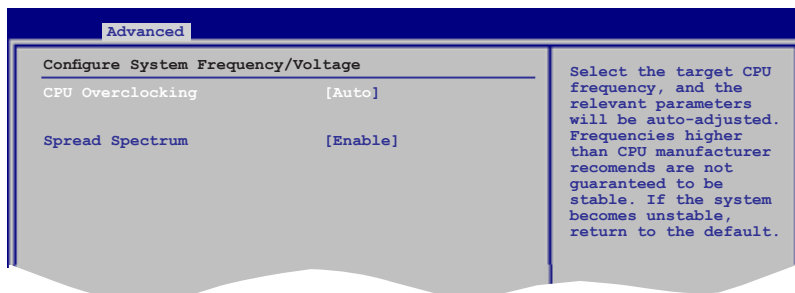 Advanced
Configure System Frequency/Voltage
CPU Overclocking [Auto]
Spread Spectrum [Enable]
Select the target CPU
frequency, and the
relevant parameters
will be auto-adjusted.
Frequencies higher
than CPU manufacturer
recomends are not
guaranteed to be
stable. If the system
becomes unstable,
return to the default.